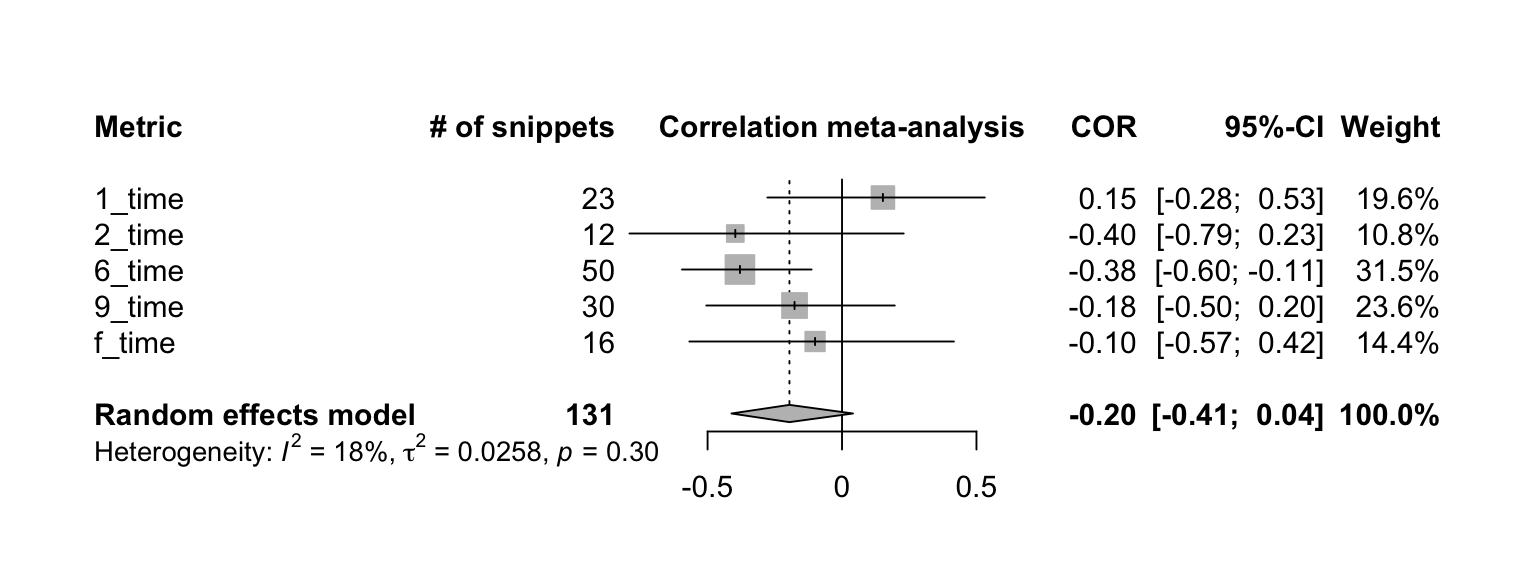 Metric # of snippets Correlation meta-analysis COR 95%-CI Weight
1_time 23 0.15 [-0.28; 0.53] 19.6%
2_time 12 -0.40 [-0.79; 0.23] 10.8%
6_time 50 -0.38 [-0.60; -0.11] 31.5%
9_time 30 -0.18 [-0.50; 0.20] 23.6%
f_time 16 -0.10 [-0.57; 0.42] 14.4%
Random effects model 131 -0.20 [-0.41; 0.04] 100.0%
Heterogeneity: I² = 18%, τ² = 0.0258, p = 0.30
-0.5 0 0.5